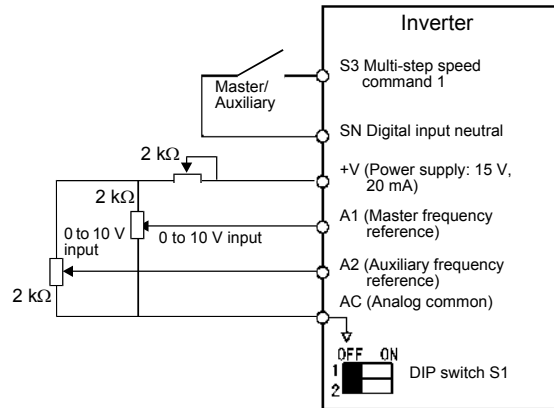 Inverter
S3 Multi-step speed
command 1
Master/
Auxiliary
SN Digital input neutral
2 kΩ
+V (Power supply: 15 V,
20 mA)
2 kΩ
A1 (Master frequency
reference)
0 to 10 V
input
0 to 10 V input
A2 (Auxiliary frequency
reference)
2 kΩ
AC (Analog common)
OFF ON
1
2
DIP switch S1